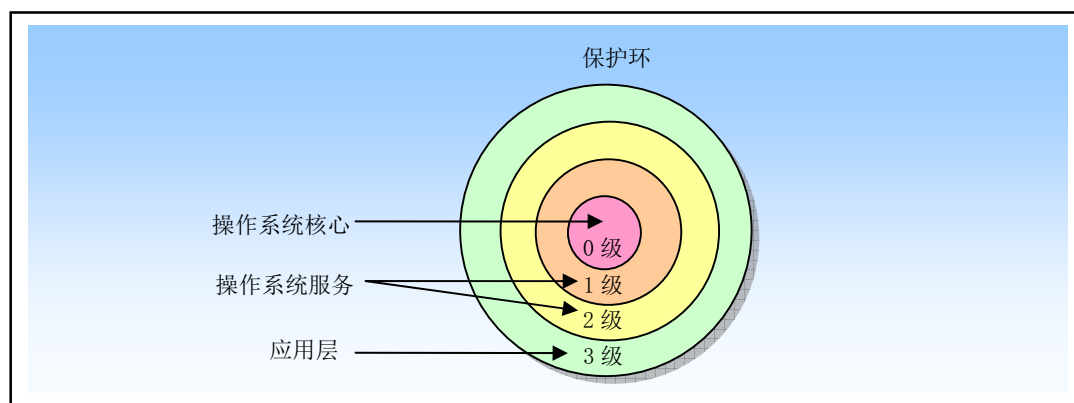 保护环
操作系统核心
0 级
操作系统服务
1 级
2 级
应用层
3 级